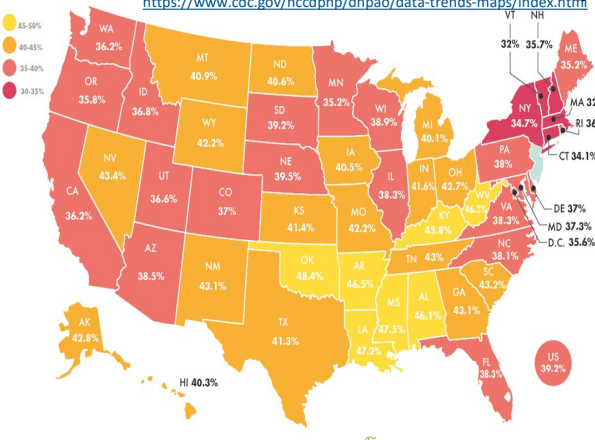 https://www.cdc.gov/nccdphp/dnpao/data-trends-maps/index.html
45-50%
40-45%
35-40%
30-35%
WA
36.2%
OR
35.8%
ID
36.8%
MT
40.9%
ND
40.6%
MN
35.2%
VT
32%
NH
35.7%
ME
35.2%
WY
42.2%
SD
39.2%
WI
38.9%
MI
40.1%
NY
34.7%
MA 32
RI 36
CT 34.1%
NV
43.4%
UT
36.6%
CO
37%
NE
39.5%
IA
40.5%
IL
38.3%
IN
41.6%
OH
42.7%
PA
38%
CA
36.2%
KS
41.4%
MO
42.2%
KY
45.8%
WV
46.3%
VA
38.3%
DE 37%
MD 37.3%
D.C. 35.6%
AZ
38.5%
NM
43.1%
OK
48.4%
AR
46.5%
TN 43%
NC
38.1%
SC
43.2%
TX
41.3%
LA
47.2%
MS
47.5%
AL
46.1%
GA
43.1%
FL
38.3%
AK
42.8%
HI 40.3%
US
39.2%